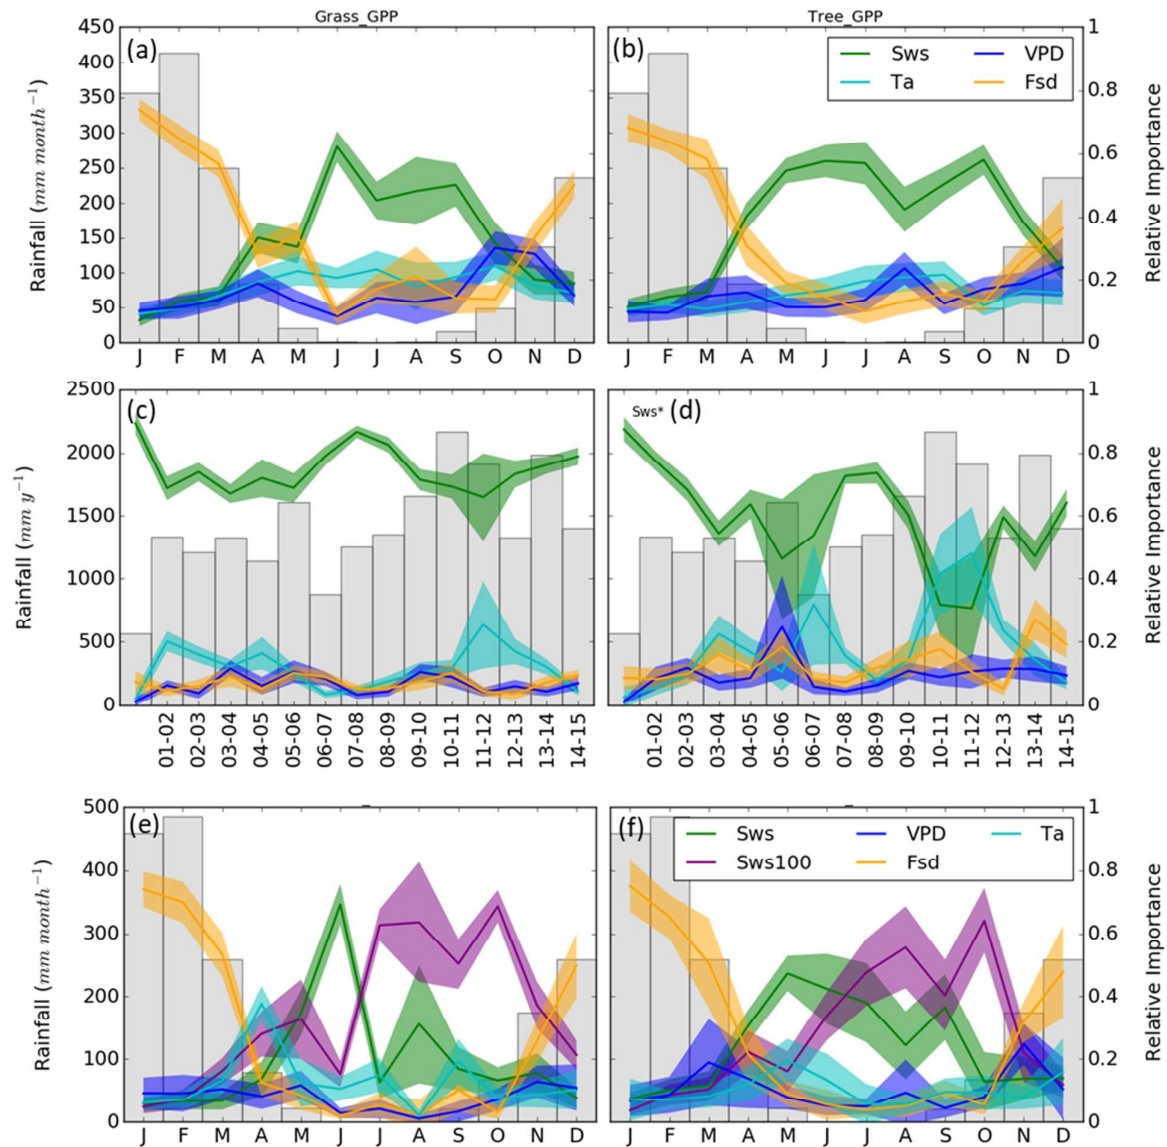 Grass_GPP
Tree_GPP
(a)
(b)
Sws VPD
Ta Fsd
450
400
350
300
250
200
150
100
50
0
Rainfall (mm month⁻¹)
J F M A M J J A S O N D
J F M A M J J A S O N D
1
0.8
0.6
0.4
0.2
0
Relative Importance
(c)
Sws* (d)
2500
2000
1500
1000
500
0
Rainfall (mm y⁻¹)
01-02 02-03 03-04 04-05 05-06 06-07 07-08 08-09 09-10 10-11 11-12 12-13 13-14 14-15
01-02 02-03 03-04 04-05 05-06 06-07 07-08 08-09 09-10 10-11 11-12 12-13 13-14 14-15
1
0.8
0.6
0.4
0.2
0
Relative Importance
(e)
(f)
Sws VPD Ta
Sws100 Fsd
500
400
300
200
100
0
Rainfall (mm month⁻¹)
J F M A M J J A S O N D
J F M A M J J A S O N D
1
0.8
0.6
0.4
0.2
0
Relative Importance